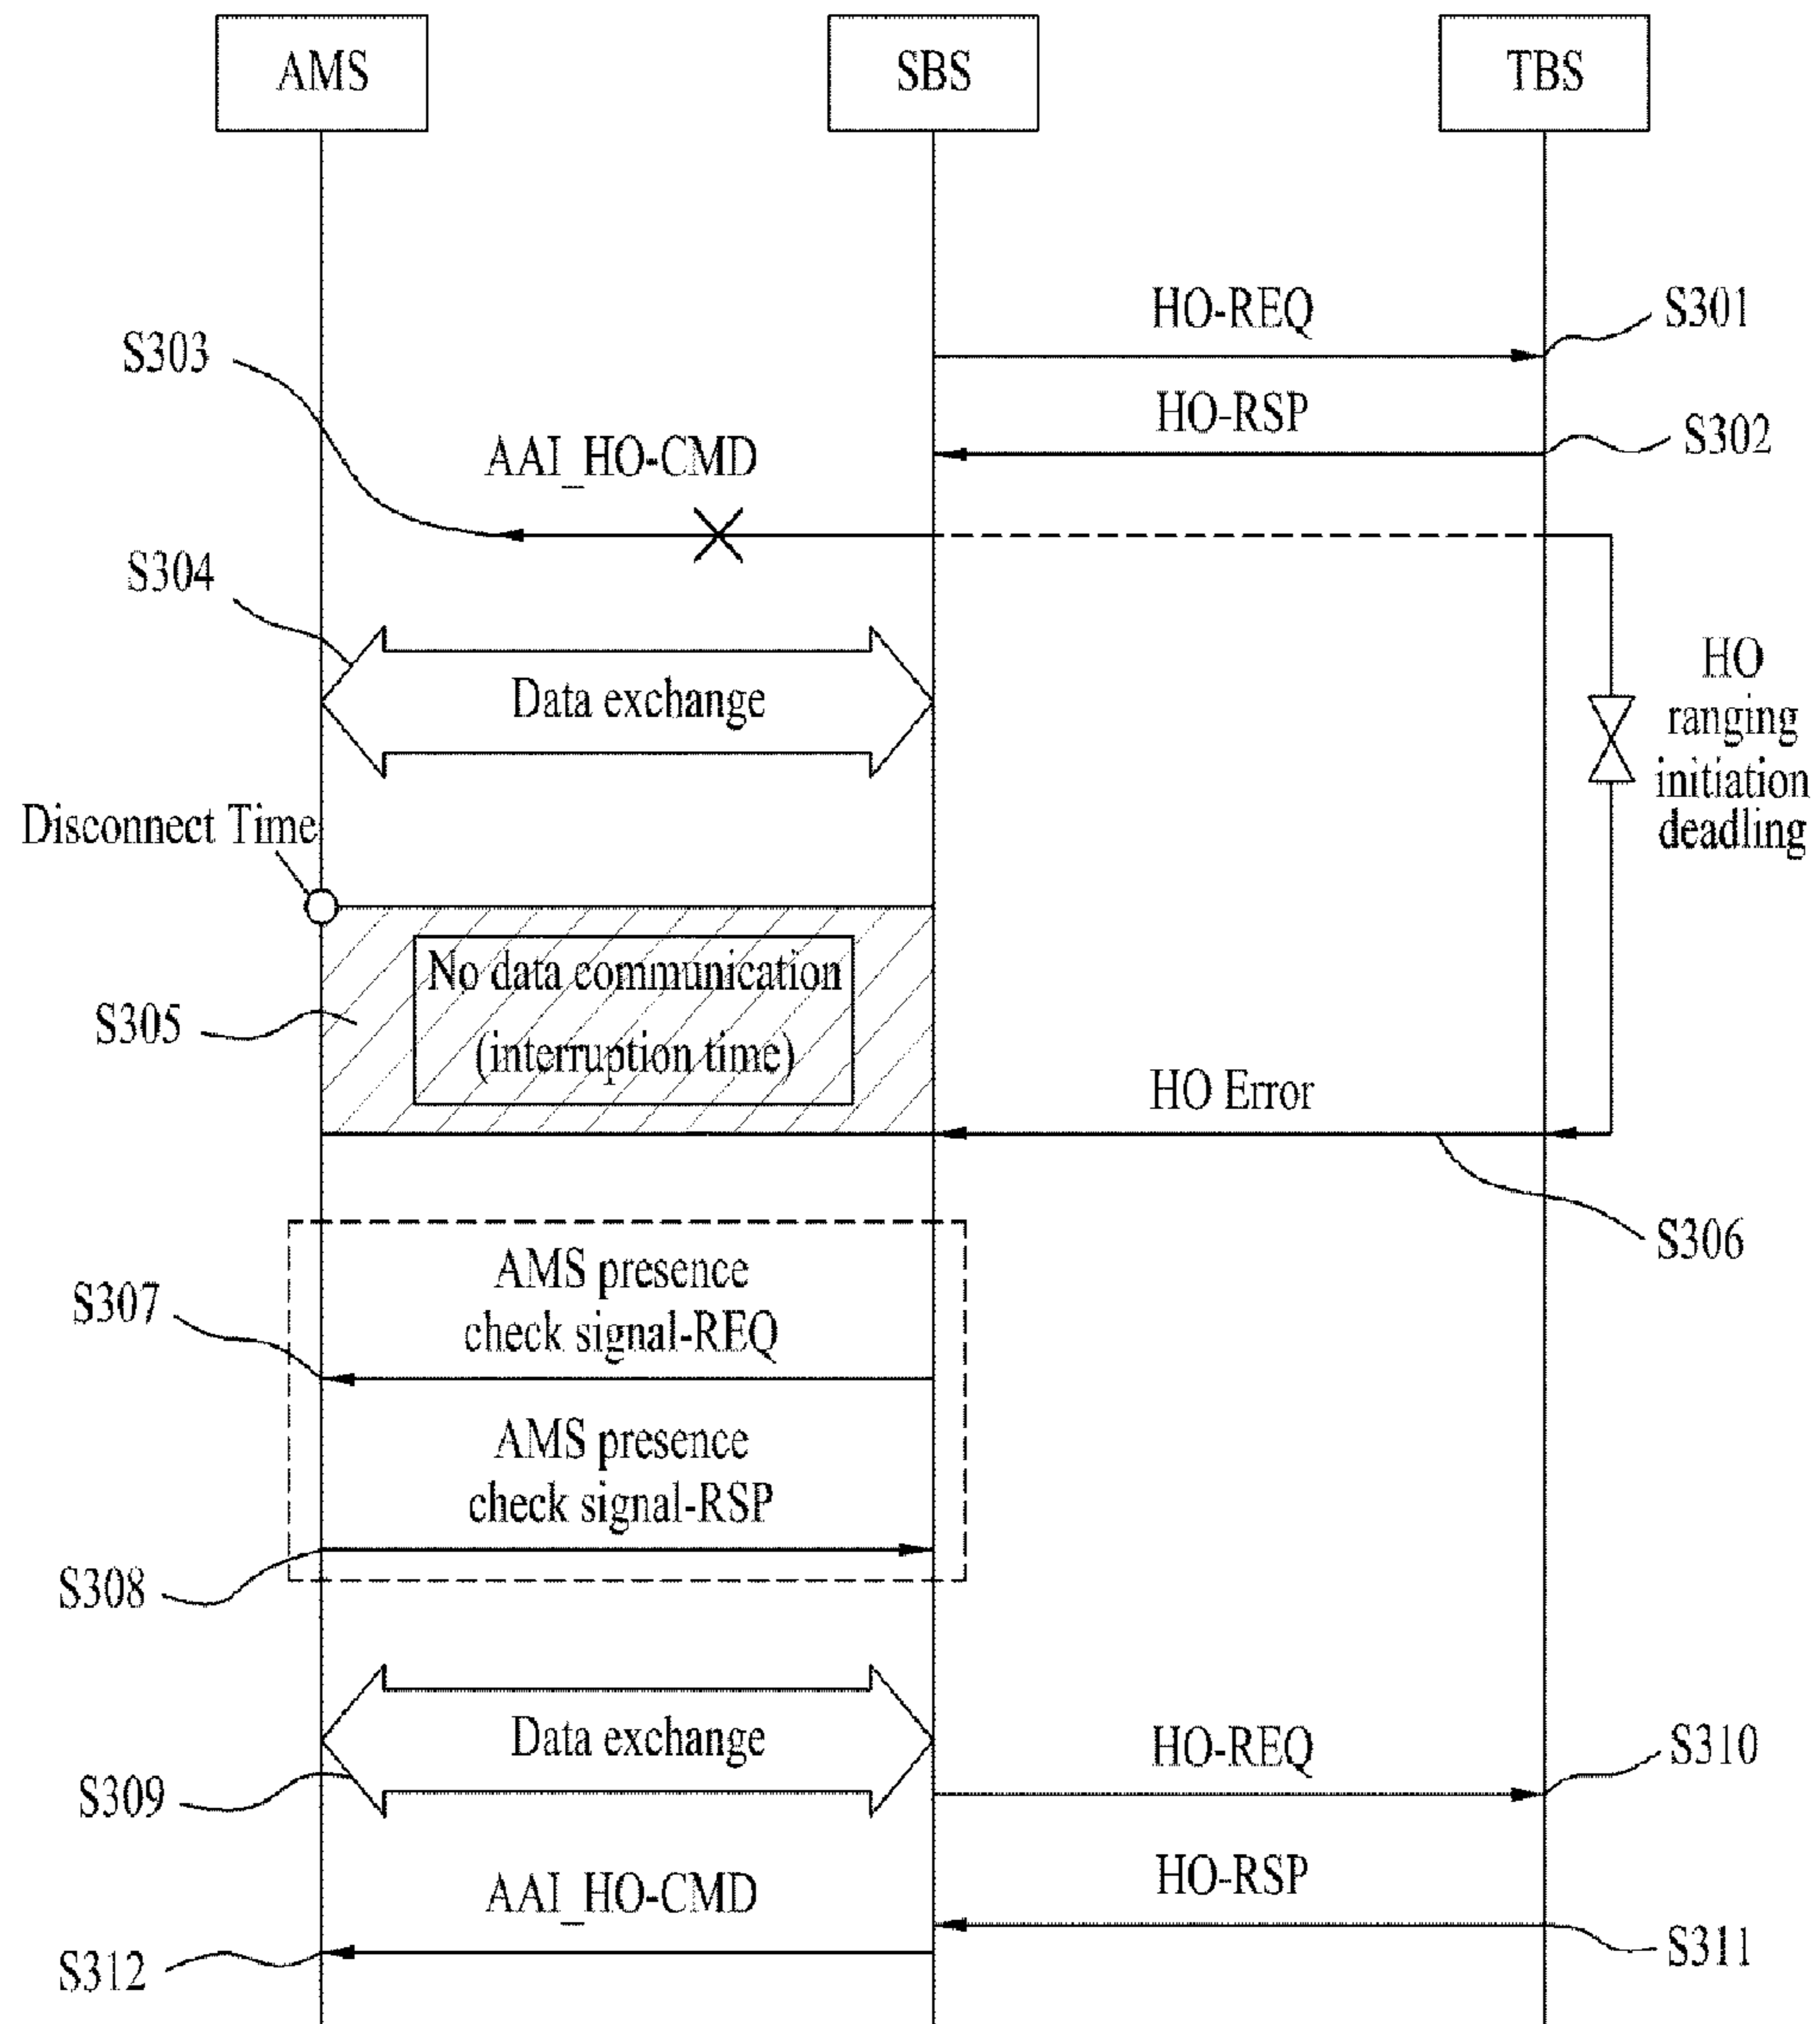 AMS
SBS
TBS
HO-REQ
S301
S303
HO-RSP
S302
AAI_HO-CMD
S304
Data exchange
HO
ranging
initiation
deadling
Disconnect Time
No data communication
(interruption time)
S305
HO Error
S306
AMS presence
check signal-REQ
S307
AMS presence
check signal-RSP
S308
Data exchange
HO-REQ
S310
S309
AAI_HO-CMD
HO-RSP
S312
S311